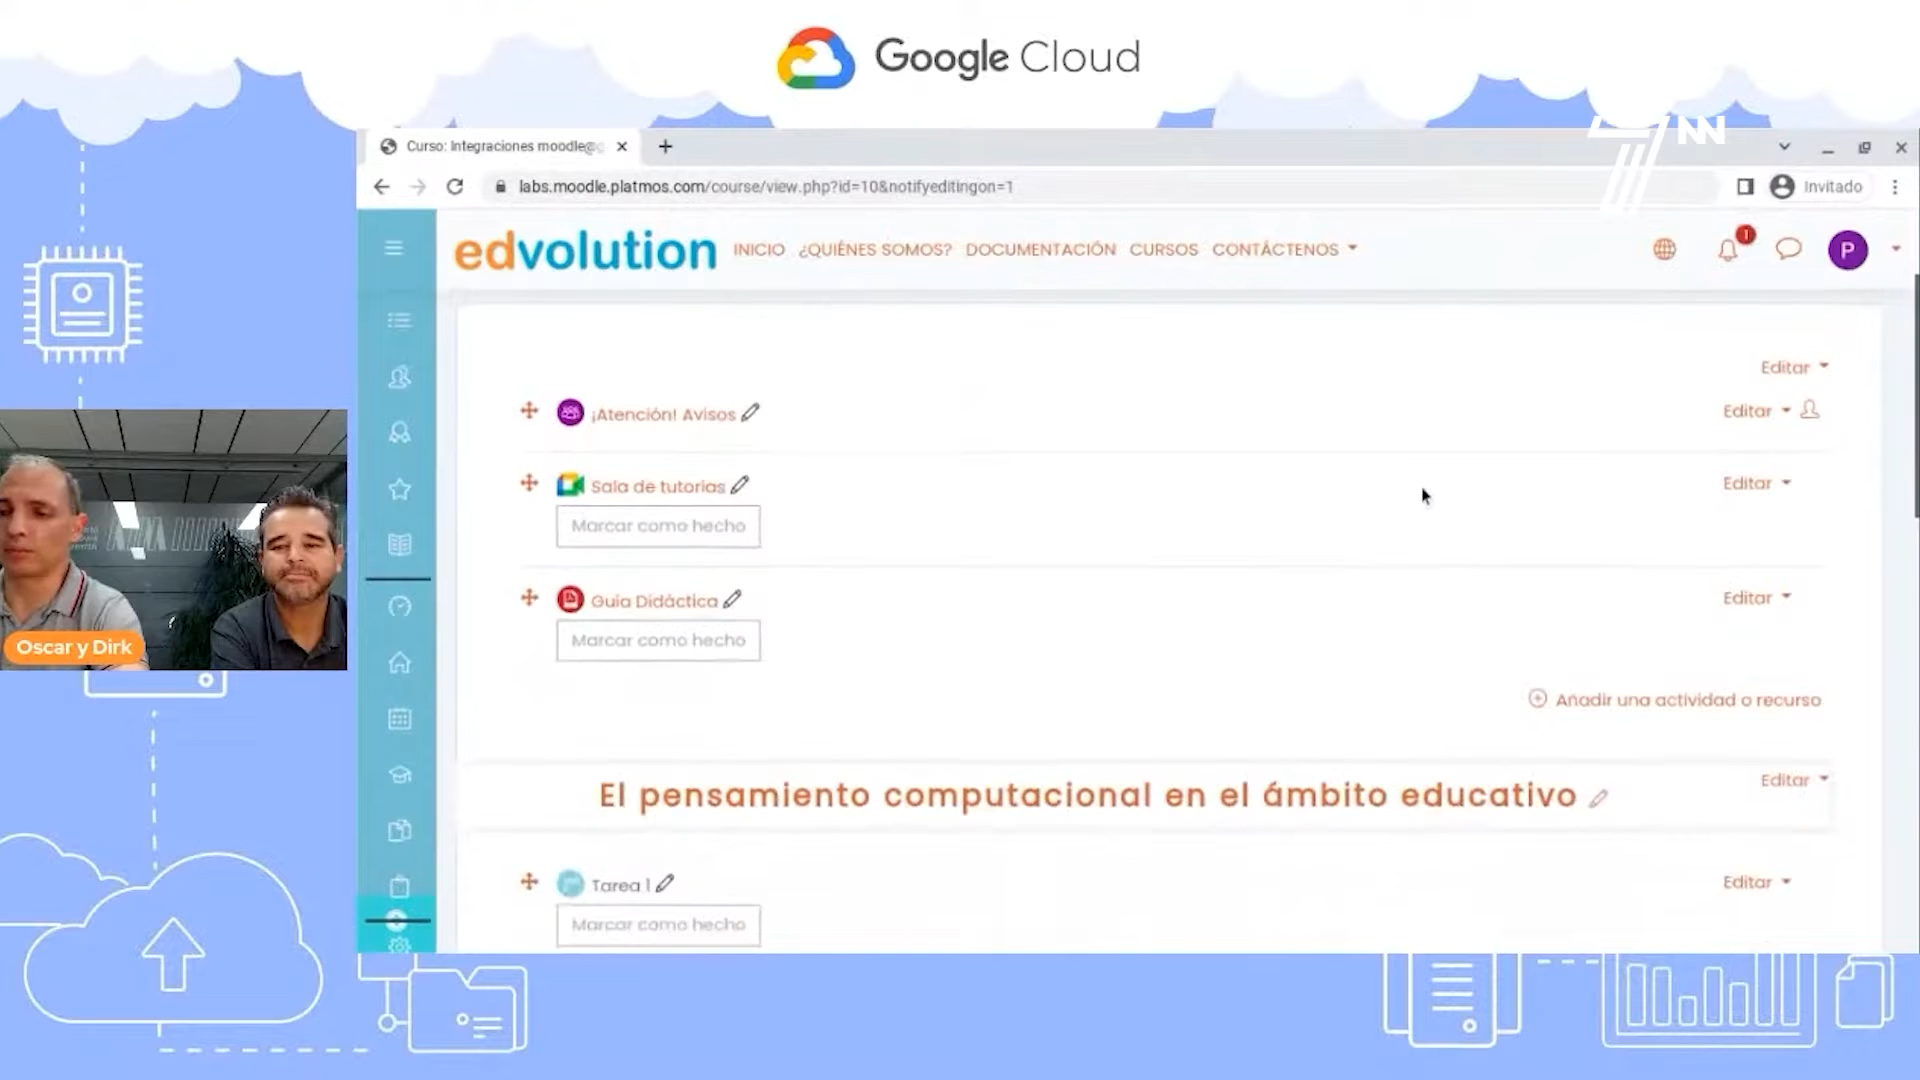 Google Cloud
NN
Curso: Integraciones moodle@g
labs.moodle.platmos.com/course/view.php?id=10&notifyeditingon=1
Invitado
edvolution
INICIO ¿QUIÉNES SOMOS? DOCUMENTACIÓN CURSOS CONTÁCTENOS
1
P
Editar
¡Atención! Avisos
Editar
Sala de tutorías
Editar
Marcar como hecho
Guía Didáctica
Editar
Marcar como hecho
Oscar y Dirk
Añadir una actividad o recurso
El pensamiento computacional en el ámbito educativo
Editar
Tarea 1
Editar
Marcar como hecho